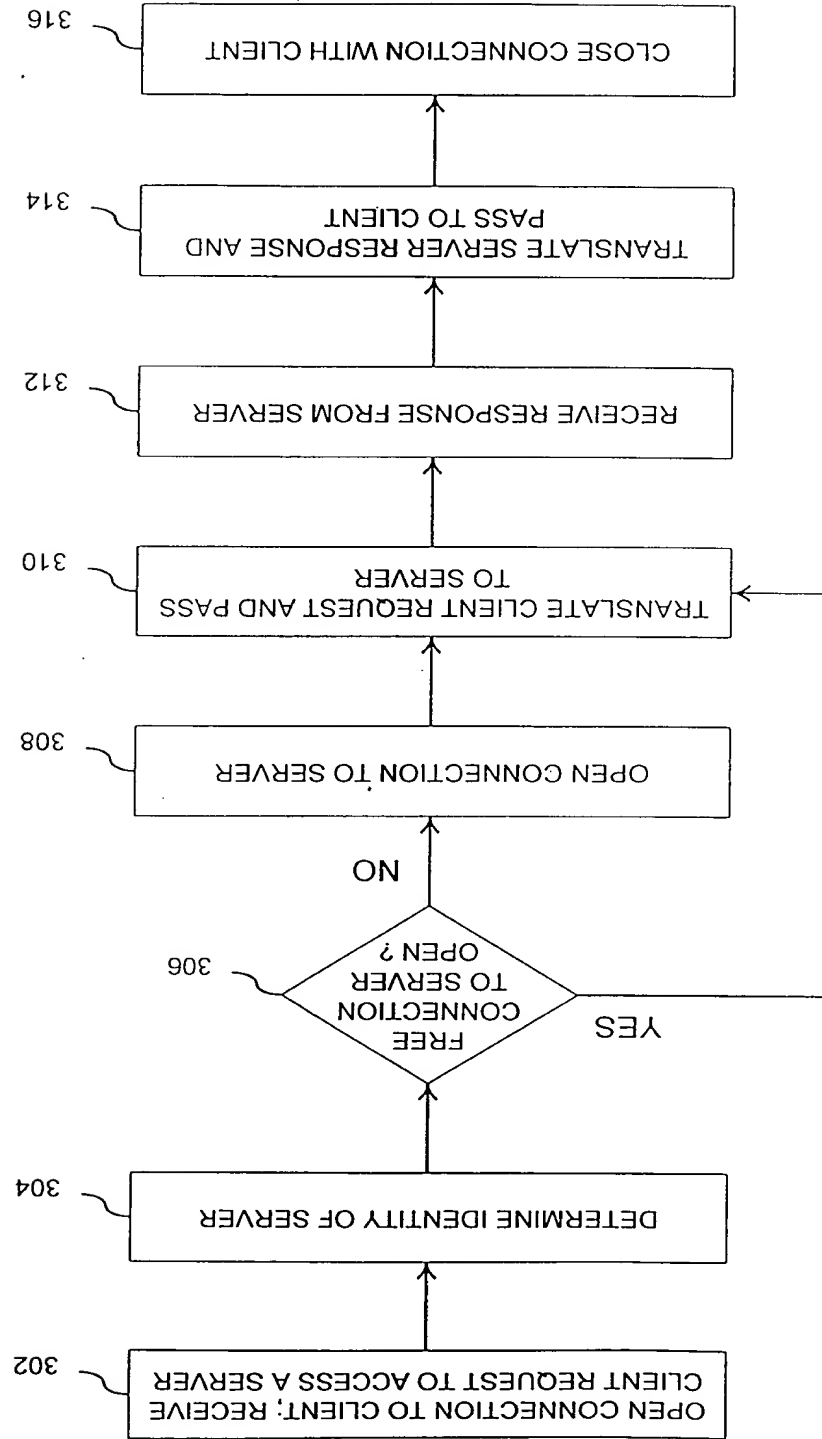 OPEN CONNECTION TO CLIENT; RECEIVE
CLIENT REQUEST TO ACCESS A SERVER
302
DETERMINE IDENTITY OF SERVER
304
FREE
CONNECTION
TO SERVER
OPEN ?
306
YES
NO
OPEN CONNECTION TO SERVER
308
TRANSLATE CLIENT REQUEST AND PASS
TO SERVER
310
RECEIVE RESPONSE FROM SERVER
312
TRANSLATE SERVER RESPONSE AND
PASS TO CLIENT
314
CLOSE CONNECTION WITH CLIENT
316